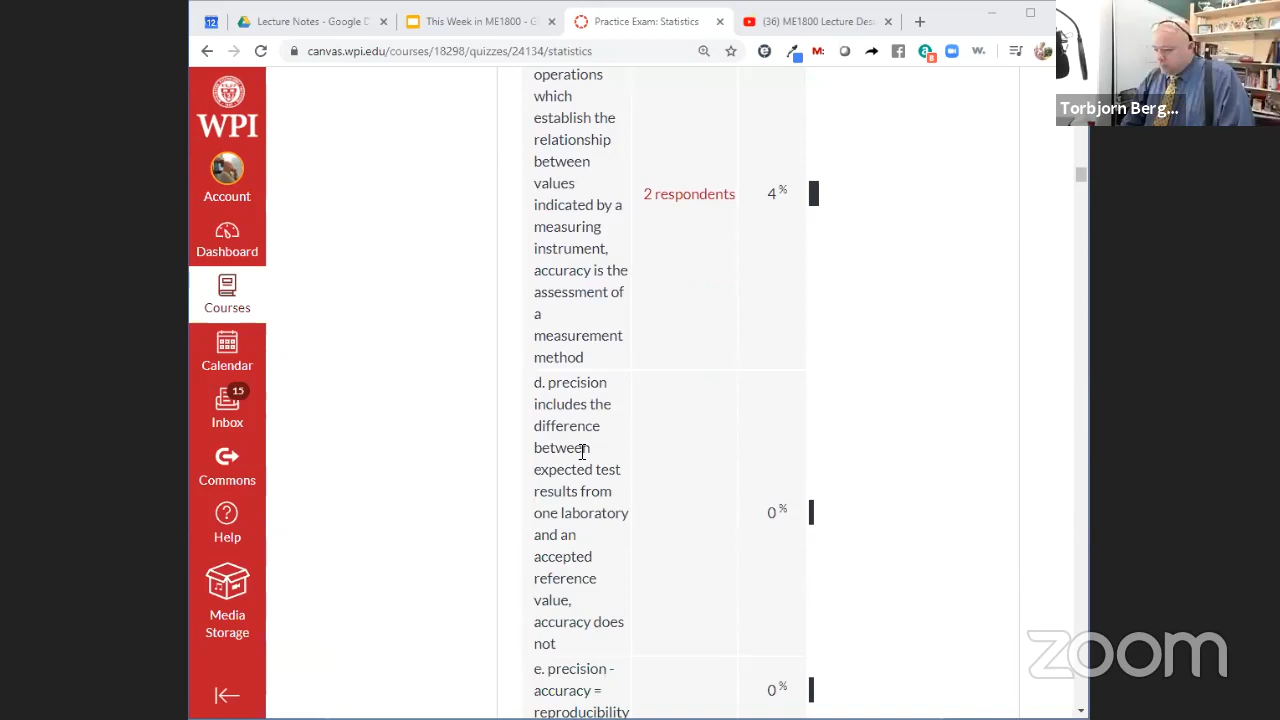 12
Lecture Notes - Google D
This Week in ME1800 - G
Practice Exam: Statistics
(36) ME1800 Lecture Des
canvas.wpi.edu/courses/18298/quizzes/24134/statistics
M:
a
8
W.
Torbjorn Berg...
WPI
Account
Dashboard
Courses
Calendar
15
Inbox
Commons
Help
Media
Storage
operations
which
establish the
relationship
between
values
indicated by a
measuring
instrument,
accuracy is the
assessment of
a
measurement
method
2 respondents
4 %
d. precision
includes the
difference
between
expected test
results from
one laboratory
and an
accepted
reference
value,
accuracy does
not
0 %
e. precision -
accuracy =
reproducibility
0 %
zoom